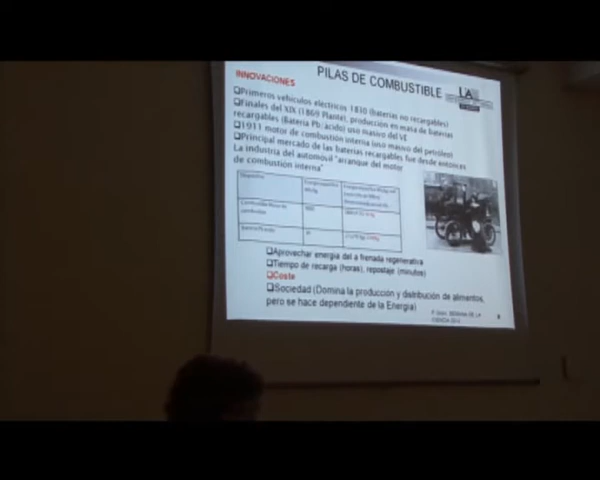 PILAS DE COMBUSTIBLE
INNOVACIONES
Primeros vehículos eléctricos 1830 (baterías no recargables)
Finales del XIX (1869 Planté), producción en masa de baterías
recargables (Batería Pb/ácido) uso masivo del VE
1911 motor de combustión interna (uso masivo del petróleo)
Principal mercado de las baterías recargables fue desde entonces
La industria del automóvil "arranque del motor
de combustión interna"
Aprovechar energía del a frenada regenerativa
Tiempo de recarga (horas), repostaje (minutos)
Coste
Sociedad (Domina la producción y distribución de alimentos,
pero se hace dependiente de la Energía)